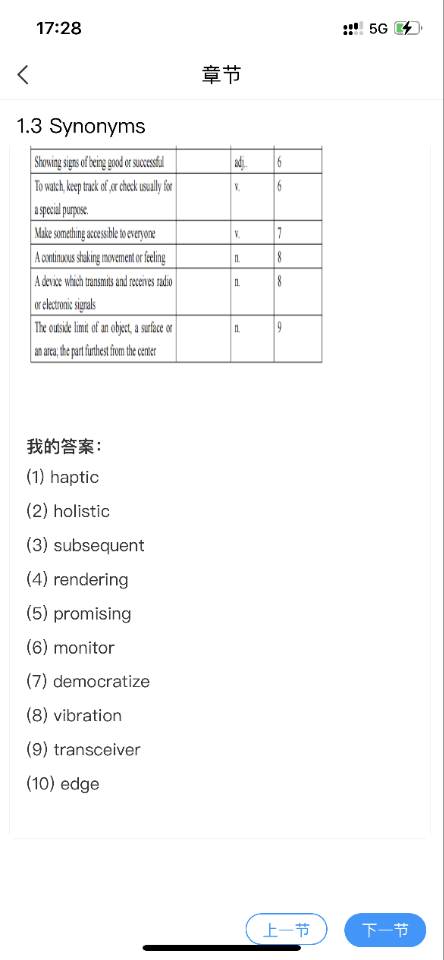 17:28
5G
章节
1.3 Synonyms
Showing signs of being good or successful adj. 6
To watch, keep track of ,or check usually for v. 6
a special purpose.
Make something accessible to everyone v. 7
A continuous shaking movement or feeling n. 8
A device which transmits and receives radio n. 8
or electronic signals
The outside limit of an object, a surface or n. 9
an area; the part furthest from the center
我的答案：
(1) haptic
(2) holistic
(3) subsequent
(4) rendering
(5) promising
(6) monitor
(7) democratize
(8) vibration
(9) transceiver
(10) edge
上一节 下一节